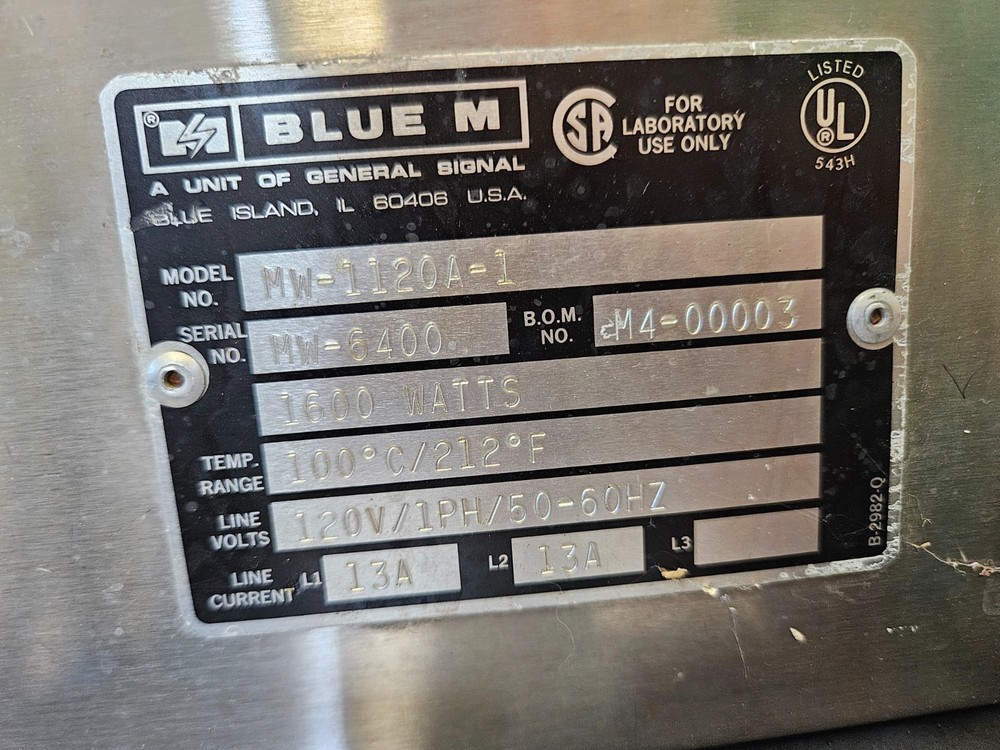 ® BLUE M
A UNIT OF GENERAL SIGNAL
BLUE ISLAND, IL 60406 U.S.A.
SA
FOR
LABORATORY
USE ONLY
LISTED
UL
®
543H
MODEL NO. MW-1120A-1
SERIAL NO. MW-6400
B.O.M. NO. M4-00003
1600 WATTS
TEMP. RANGE 100°C/212°F
LINE VOLTS 120V/1PH/50-60HZ
LINE CURRENT L1 13A L2 13A L3
B-2982-Q